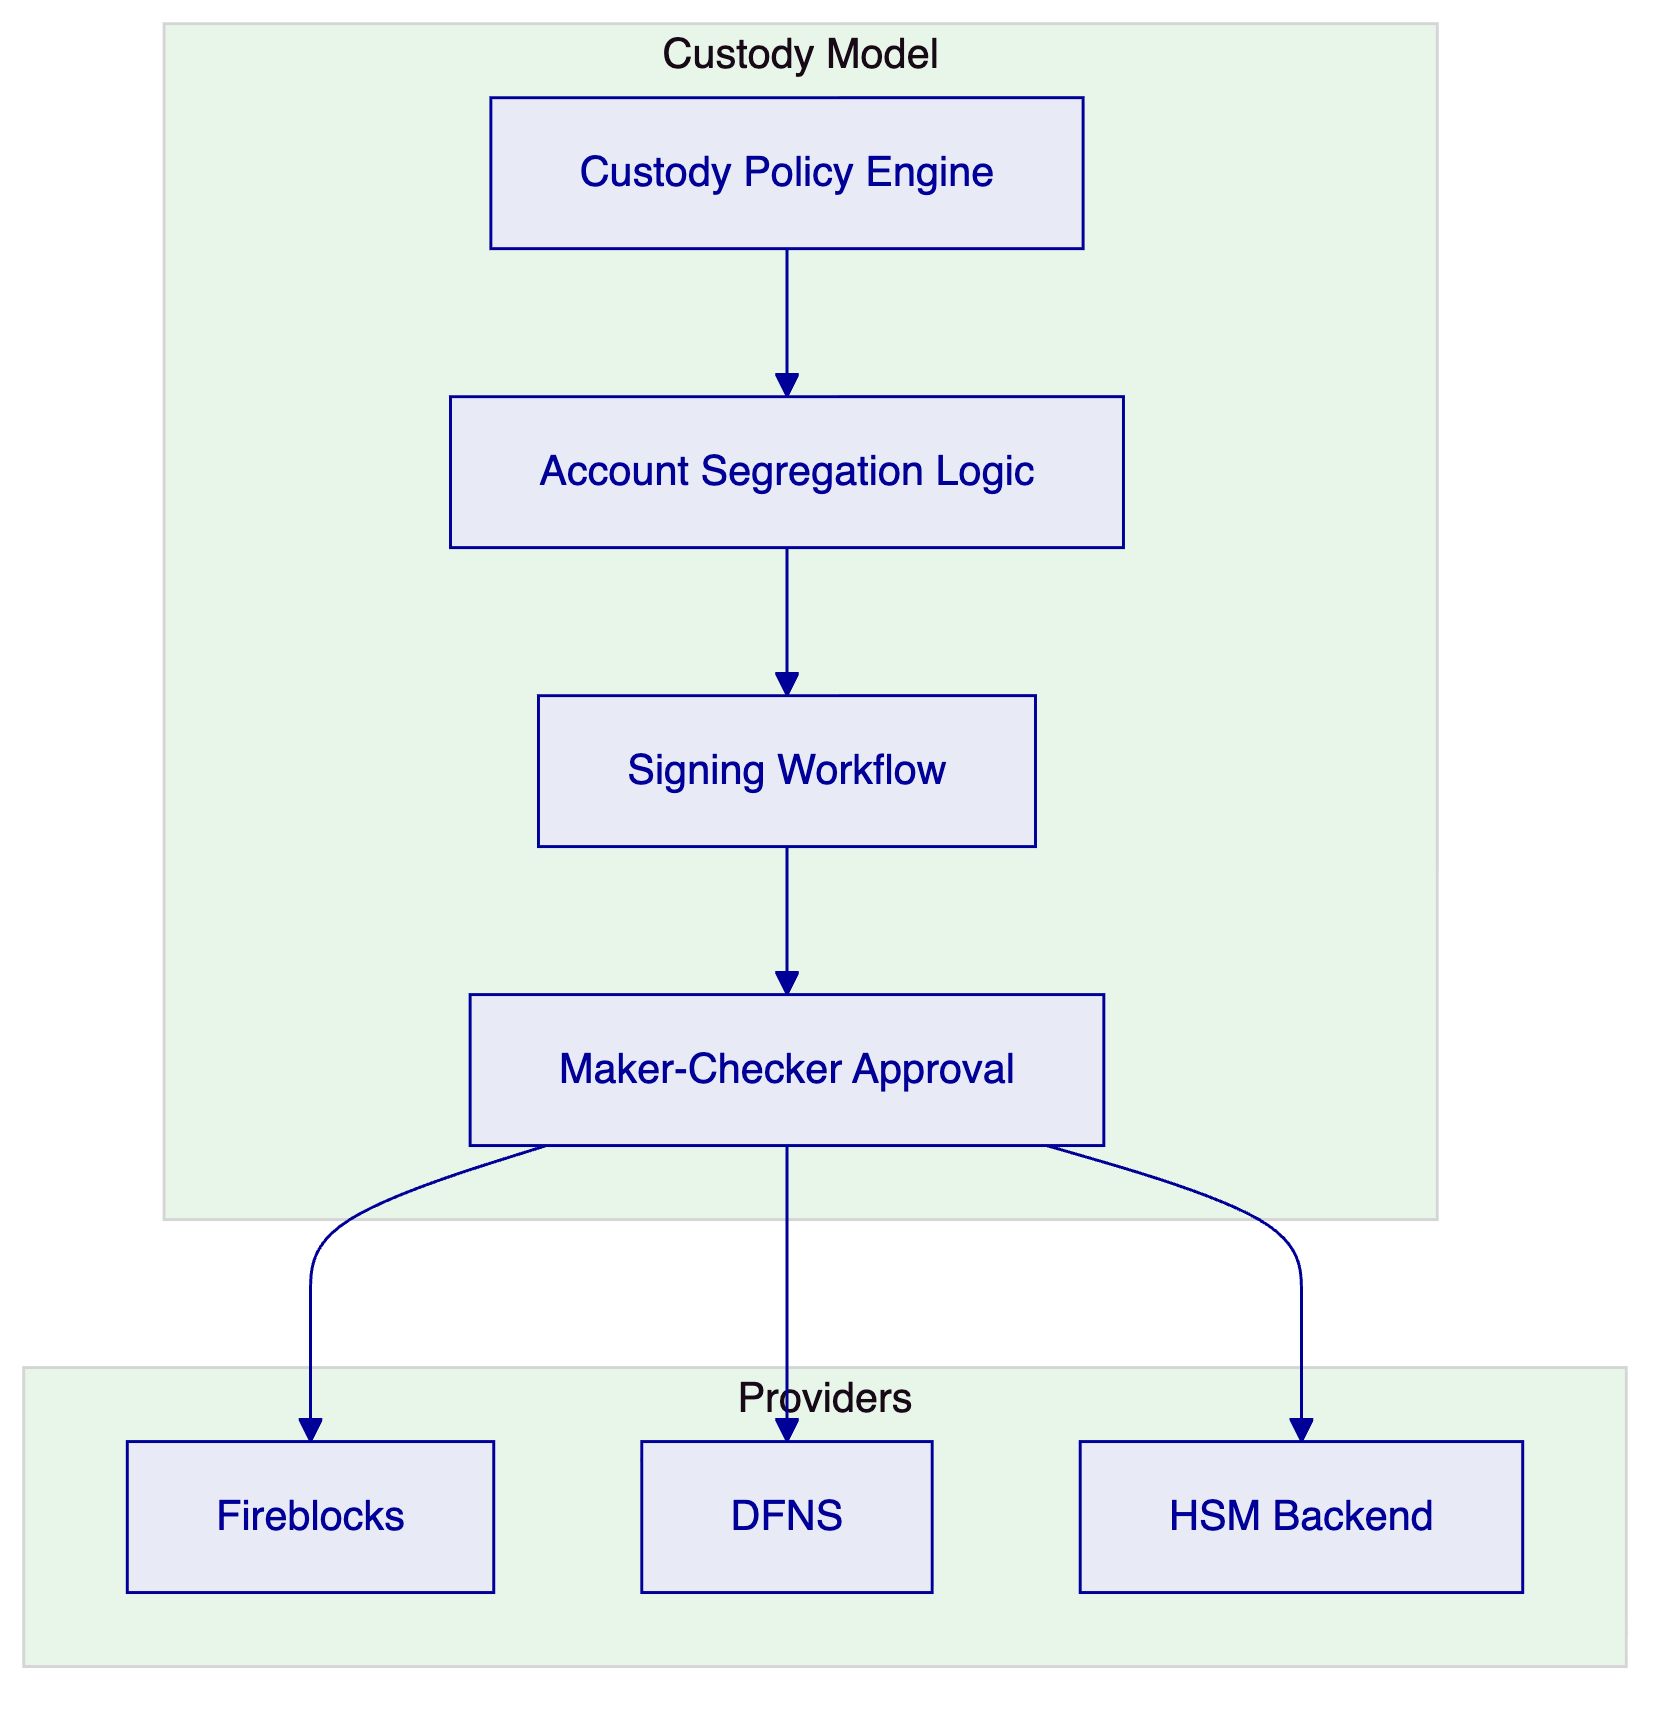 Custody Model
Custody Policy Engine
Account Segregation Logic
Signing Workflow
Maker-Checker Approval
Providers
Fireblocks
DFNS
HSM Backend